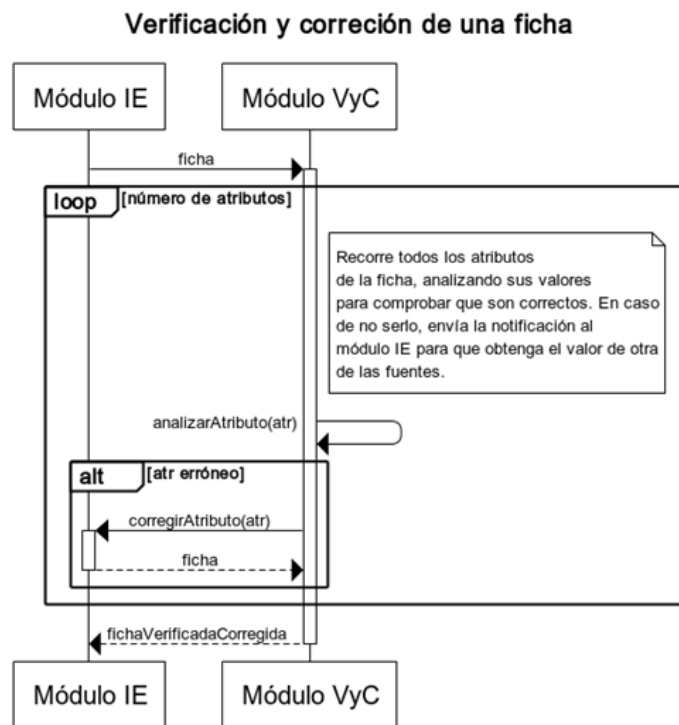 Verificación y correción de una ficha
Módulo IE
Módulo VyC
ficha
loop
[número de atributos]
Recorre todos los atributos
de la ficha, analizando sus valores
para comprobar que son correctos. En caso
de no serlo, envía la notificación al
módulo IE para que obtenga el valor de otra
de las fuentes.
analizarAtributo(atr)
alt
[atr erróneo]
corregirAtributo(atr)
ficha
fichaVerificadaCorregida
Módulo IE
Módulo VyC